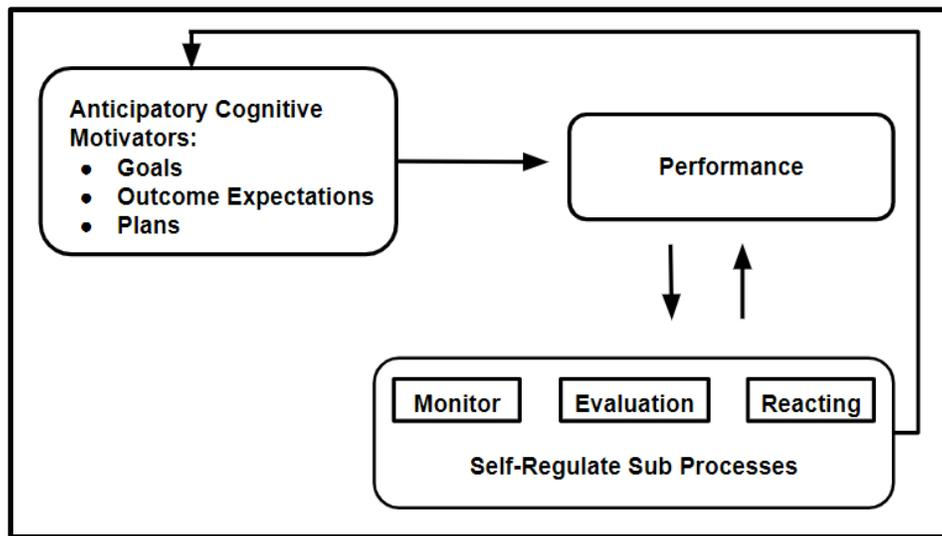 Anticipatory Cognitive
Motivators:
● Goals
● Outcome Expectations
● Plans
Performance
Monitor
Evaluation
Reacting
Self-Regulate Sub Processes